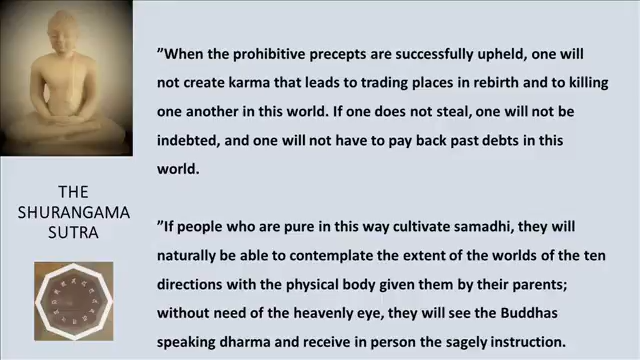 ”When the prohibitive precepts are successfully upheld, one will
not create karma that leads to trading places in rebirth and to killing
one another in this world. If one does not steal, one will not be
indebted, and one will not have to pay back past debts in this
world.
”If people who are pure in this way cultivate samadhi, they will
naturally be able to contemplate the extent of the worlds of the ten
directions with the physical body given them by their parents;
without need of the heavenly eye, they will see the Buddhas
speaking dharma and receive in person the sagely instruction.
THE
SHURANGAMA
SUTRA